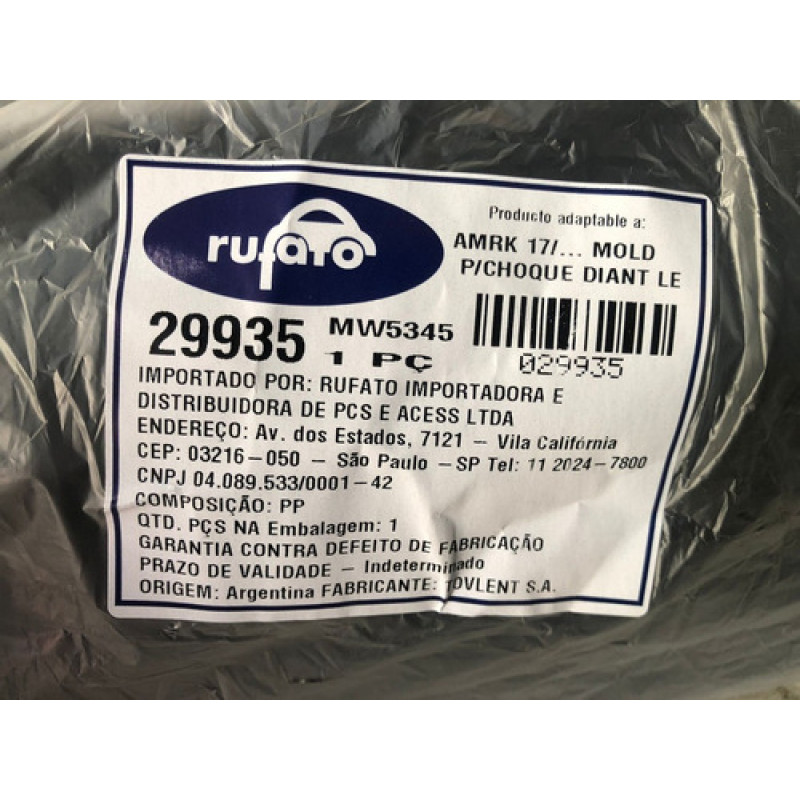 rufato
Producto adaptable a:
AMRK 17/... MOLD
P/CHOQUE DIANT LE
29935 MW5345
1 PÇ
029935
IMPORTADO POR: RUFATO IMPORTADORA E
DISTRIBUIDORA DE PCS E ACESS LTDA
ENDEREÇO: Av. dos Estados, 7121 – Vila Califórnia
CEP: 03216-050 – São Paulo –SP Tel: 11 2024-7800
CNPJ 04.089.533/0001-42
COMPOSIÇÃO: PP
QTD. PÇS NA Embalagem: 1
GARANTIA CONTRA DEFEITO DE FABRICAÇÃO
PRAZO DE VALIDADE – Indeterminado
ORIGEM: Argentina FABRICANTE: TOVLENT S.A.